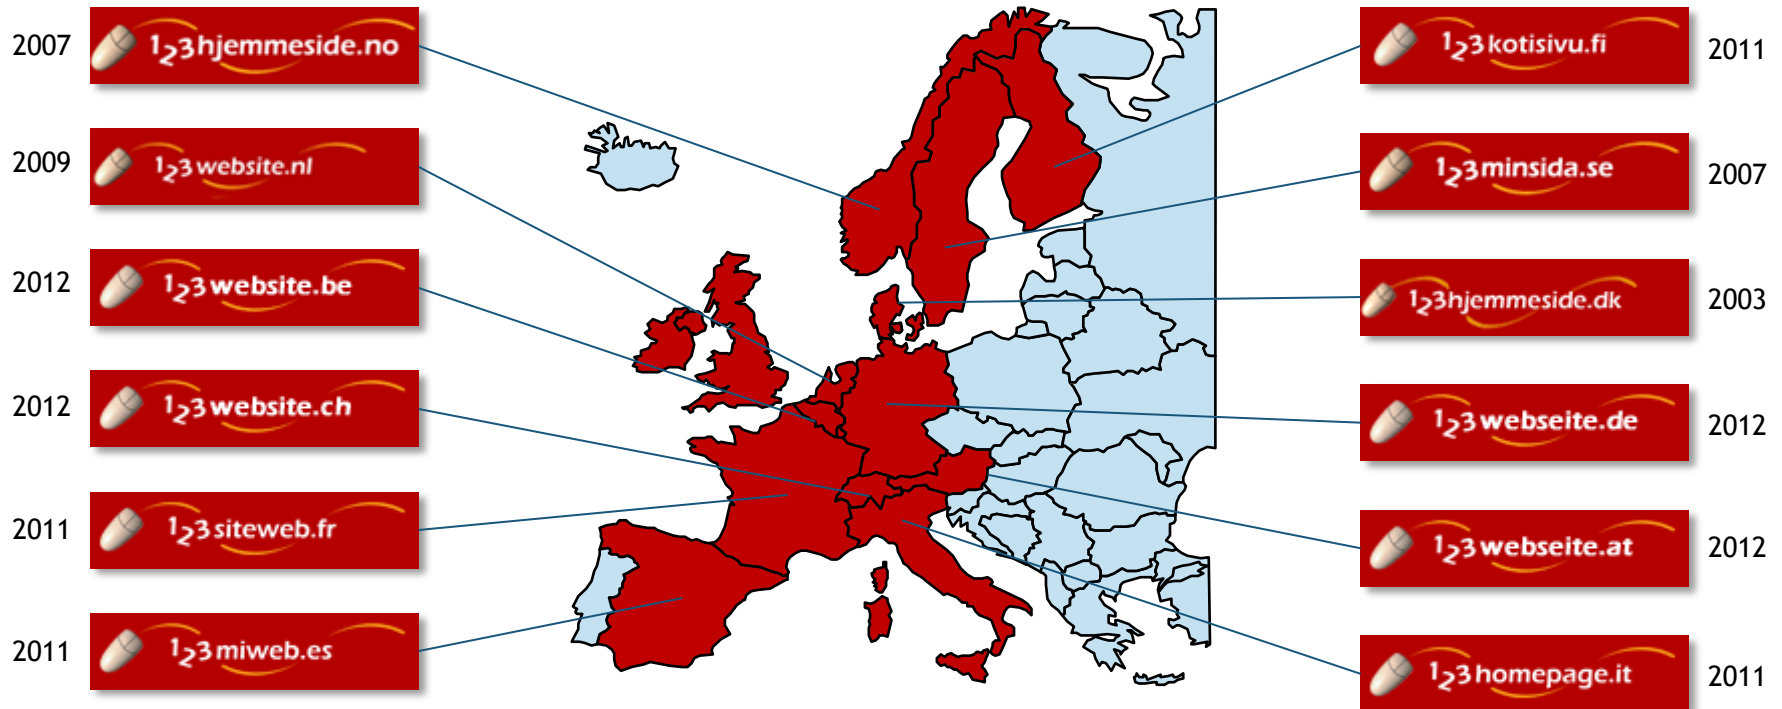 2007 123hjemmeside.no
2009 123website.nl
2012 123website.be
2012 123website.ch
2011 123siteweb.fr
2011 123miweb.es
123kotisivu.fi 2011
123minsida.se 2007
123hjemmeside.dk 2003
123webseite.de 2012
123webseite.at 2012
123homepage.it 2011